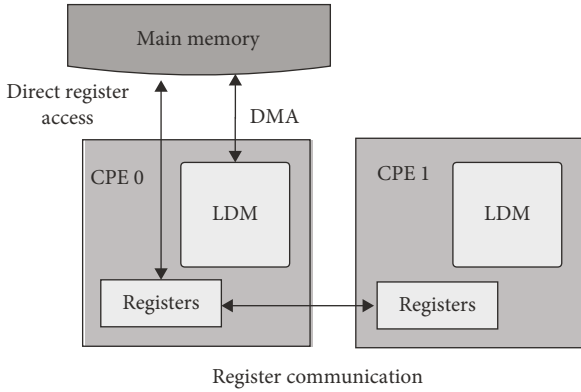 Main memory
Direct register
access
DMA
CPE 0
LDM
Registers
CPE 1
LDM
Registers
Register communication